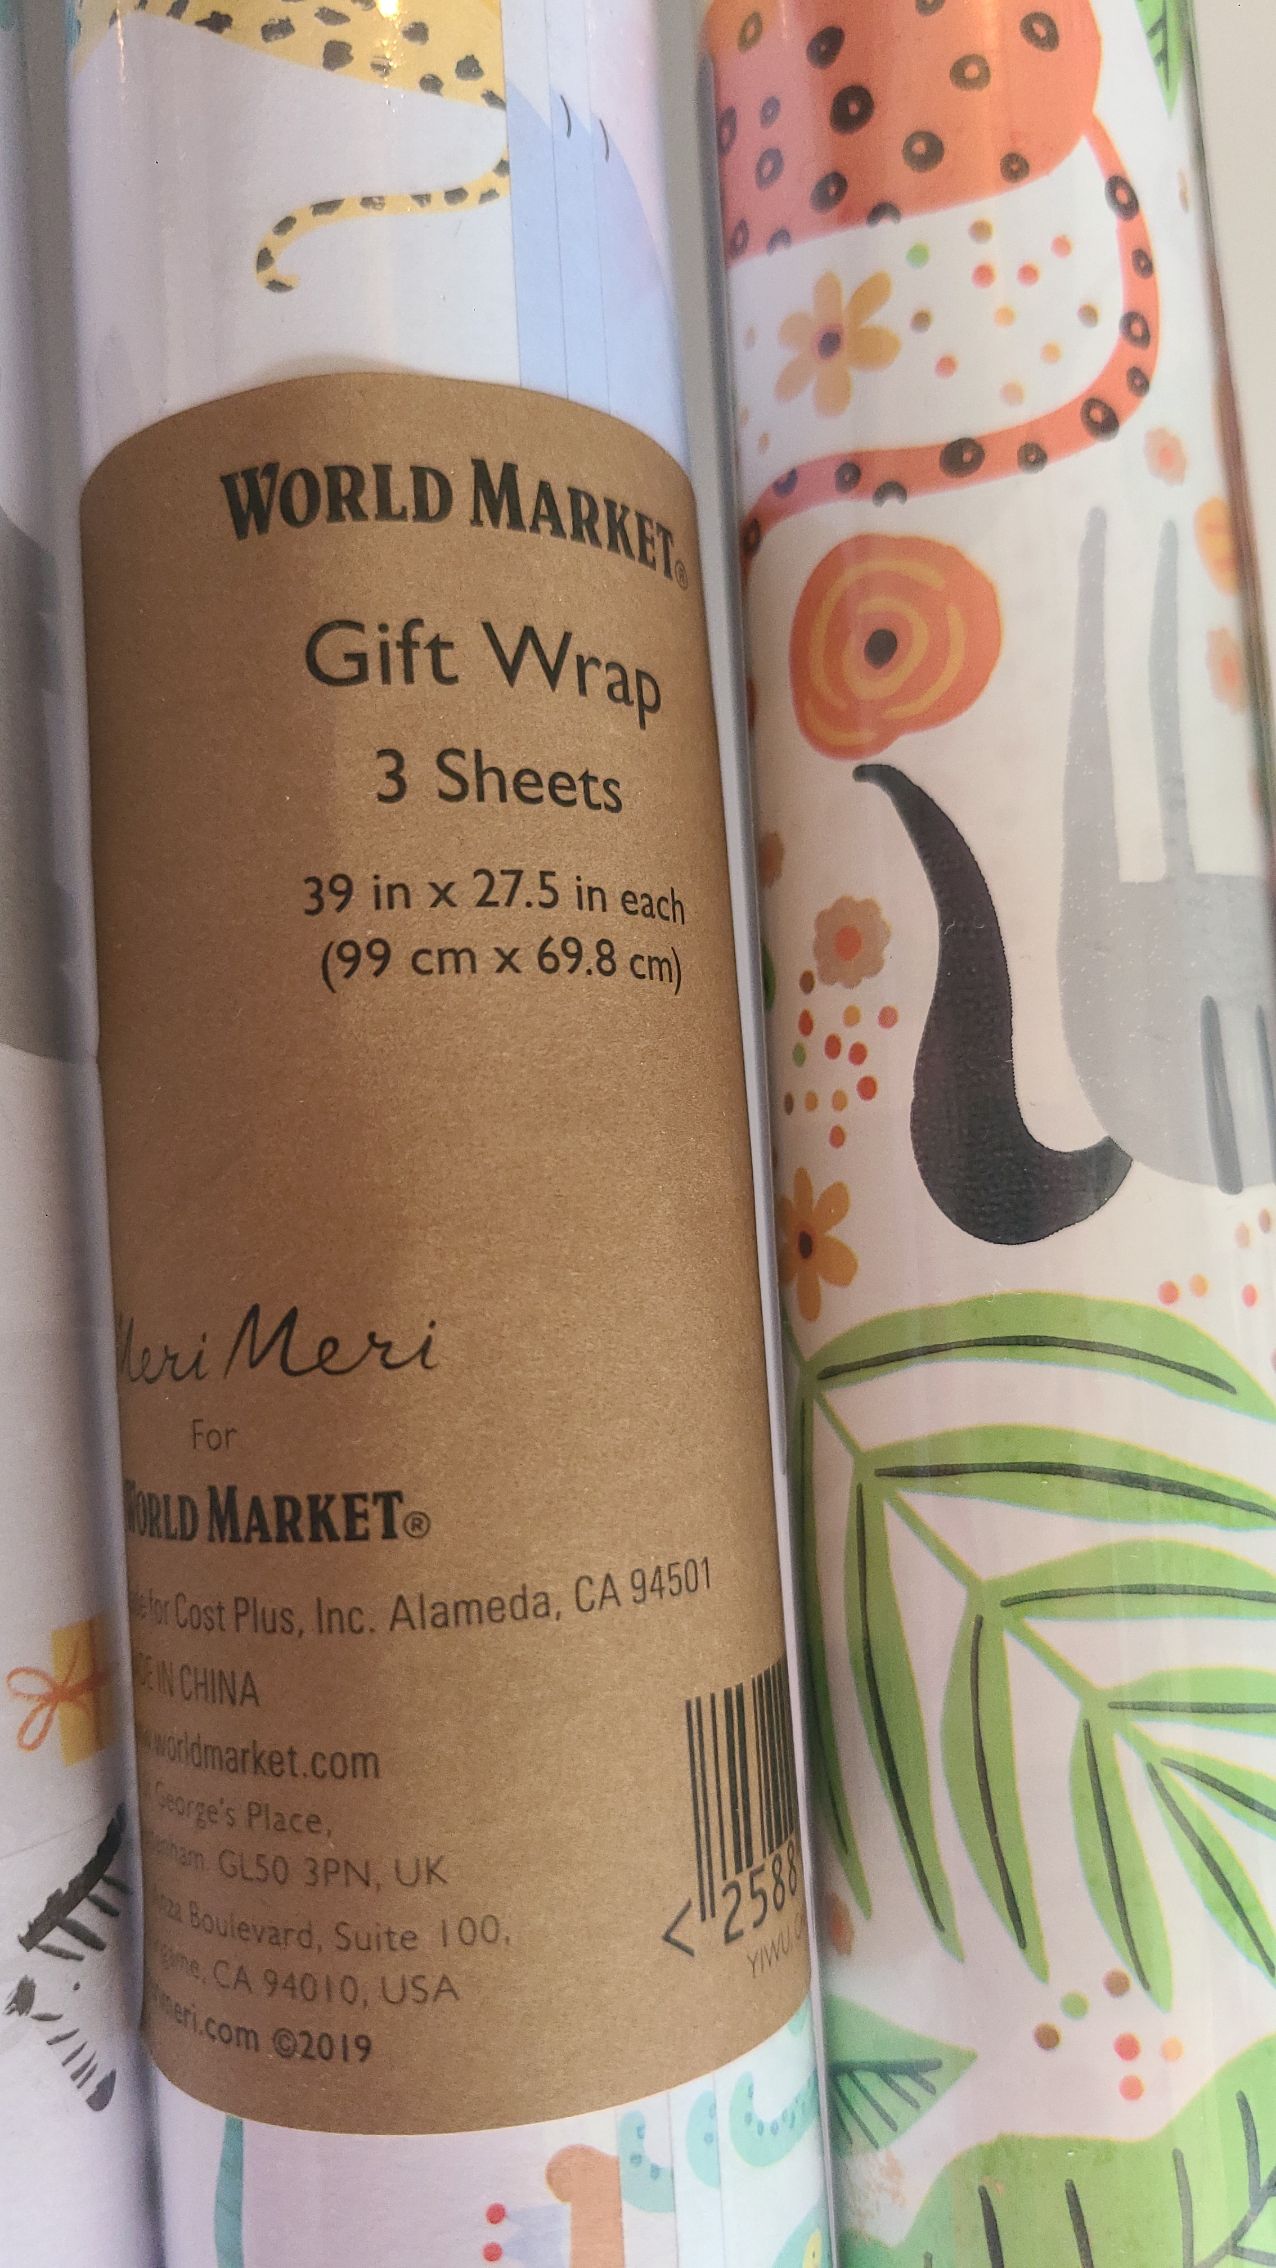 WORLD MARKET®
Gift Wrap
3 Sheets
39 in x 27.5 in each
(99 cm x 69.8 cm)
Meri Meri
For
WORLD MARKET®
for Cost Plus, Inc. Alameda, CA 94501
IN CHINA
worldmarket.com
George's Place,
GL50 3PN, UK
Boulevard, Suite 100,
CA 94010, USA
meri.com ©2019
< 2588
YIWU